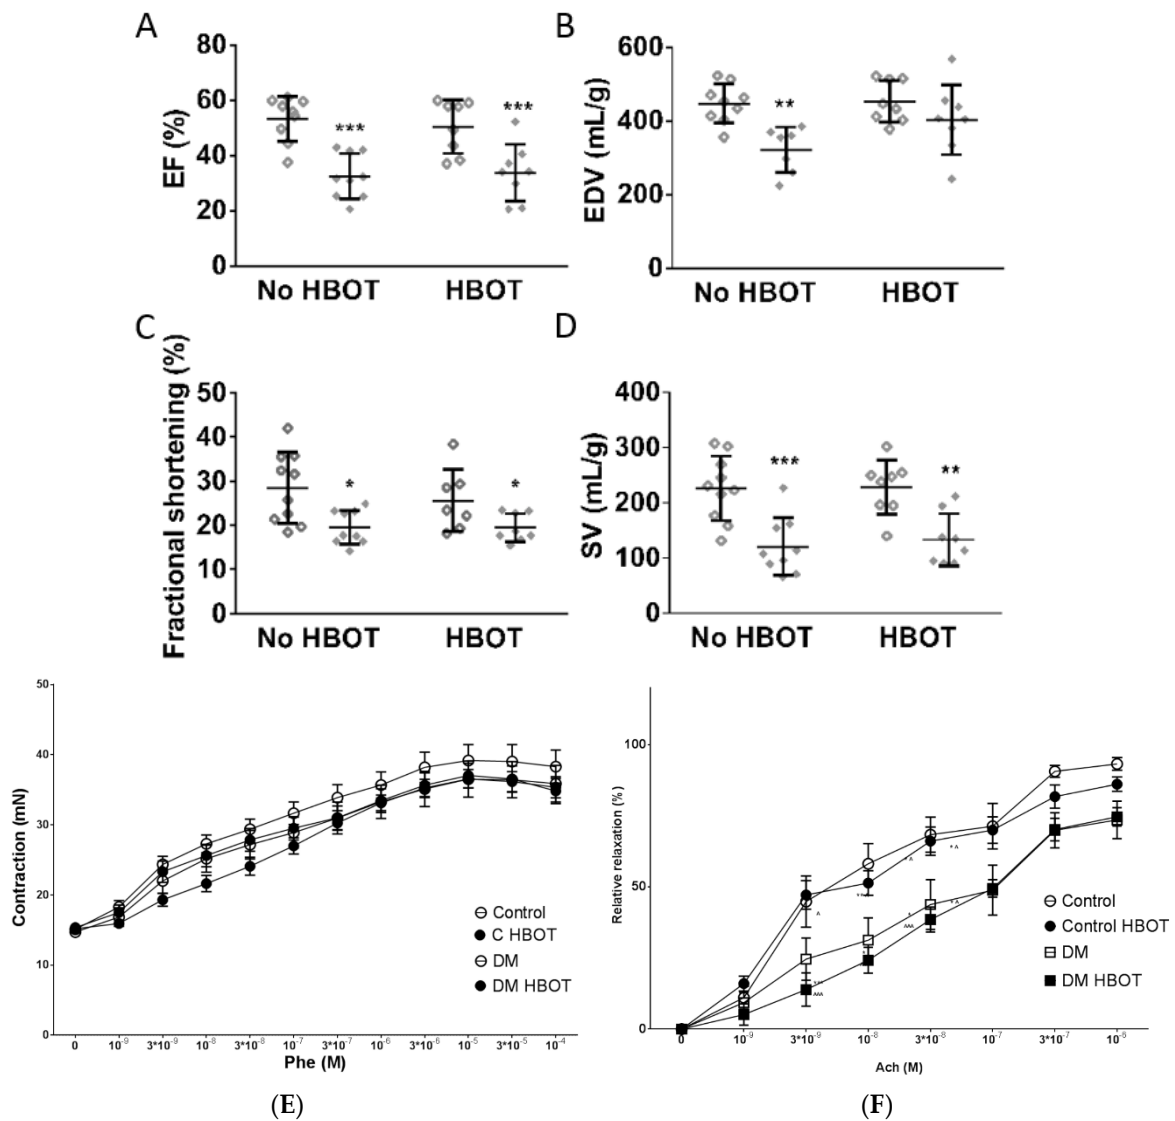 A
EF (%)
80
60
40
20
0
***
***
No HBOT
HBOT
B
EDV (mL/g)
600
400
200
0
**
No HBOT
HBOT
C
Fractional shortening (%)
50
40
30
20
10
0
*
*
No HBOT
HBOT
D
SV (mL/g)
400
300
200
100
0
***
**
No HBOT
HBOT
Contraction (mN)
50
40
30
20
10
0
Control
C HBOT
DM
DM HBOT
0 10⁻⁹ 3*10⁻⁹ 10⁻⁸ 3*10⁻⁸ 10⁻⁷ 3*10⁻⁷ 10⁻⁶ 3*10⁻⁶ 10⁻⁵ 3*10⁻⁵ 10⁻⁴
Phe (M)
(E)
Relative relaxation (%)
100
50
0
* ^
* ^
^
*
^^^
* ^
^^^
Control
Control HBOT
DM
DM HBOT
0 10⁻⁹ 3*10⁻⁹ 10⁻⁸ 3*10⁻⁸ 10⁻⁷ 3*10⁻⁷ 10⁻⁶
Ach (M)
(F)